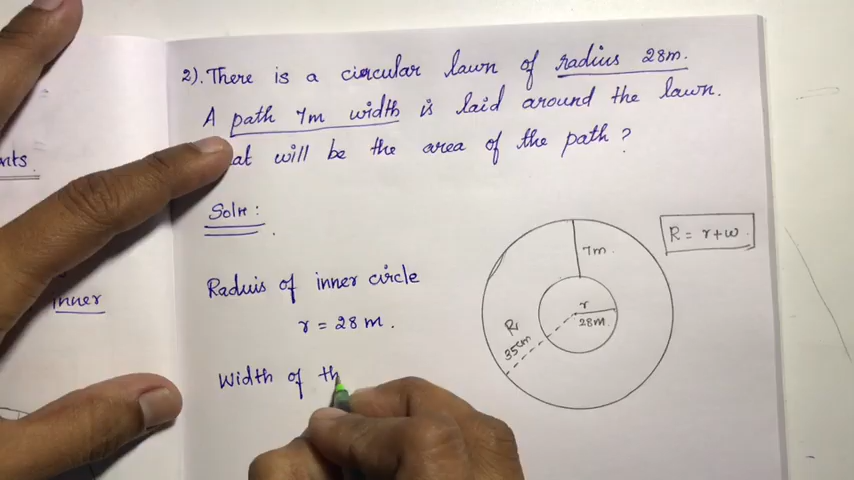 2). There is a circular lawn of radius 28m.
A path 7m width is laid around the lawn.
at will be the area of the path ?
nts.
Soln :
R = r+w
7m
Raduis of inner circle
inner
r
28m
r = 28 m .
R
35cm
Width of th